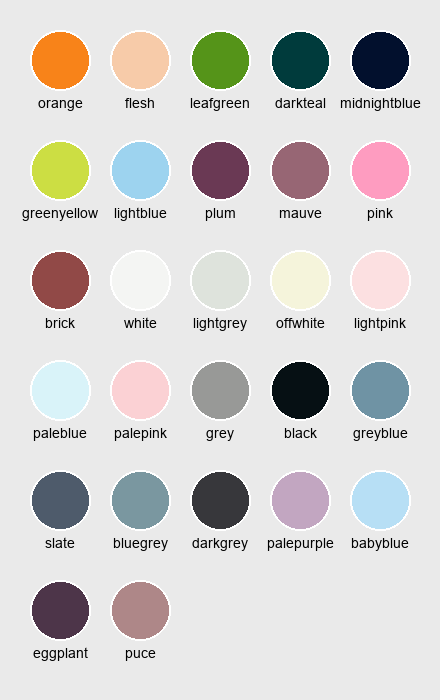 orange flesh leafgreen darkteal midnightblue
greenyellow lightblue plum mauve pink
brick white lightgrey offwhite lightpink
paleblue palepink grey black greyblue
slate bluegrey darkgrey palepurple babyblue
eggplant puce